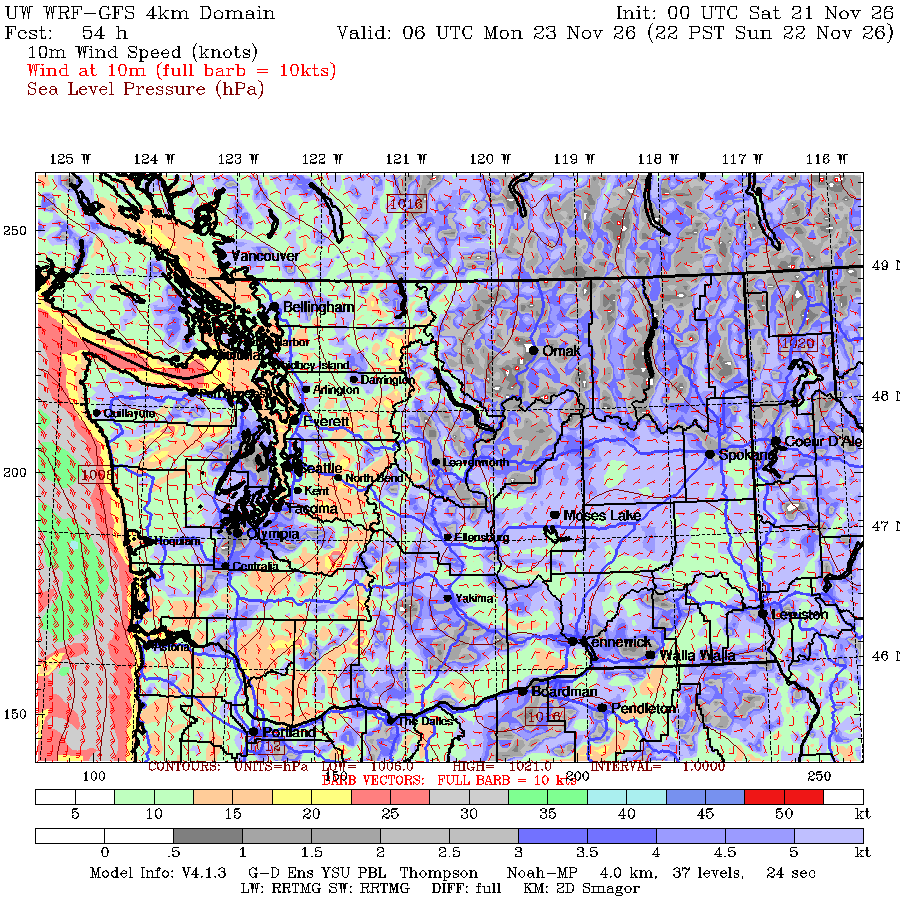 UW WRF-GFS 4km Domain Init: 00 UTC Sat 21 Nov 26
Fcst: 54 h Valid: 06 UTC Mon 23 Nov 26 (22 PST Sun 22 Nov 26)
10m Wind Speed (knots)
Wind at 10m (full barb = 10kts)
Sea Level Pressure (hPa)
125 W 124 W 123 W 122 W 121 W 120 W 119 W 118 W 117 W 116 W
1016
250
Vancouver
49 N
Bellingham
1020
Omak
Darrington
Arlington
48 N
Quillayute
Everett
Coeur D'Ale
Spokane
Leavenworth
Seattle
200
1008
North Bend
Kent
Tacoma
Moses Lake
47 N
Olympia
Ellensburg
Hoquiam
Centralia
Yakima
Lewiston
Kennewick
Astoria
Walla Walla
46 N
Boardman
Pendleton
150
1016
The Dalles
Portland
1012
CONTOURS: UNITS=hPa LOW= 1006.0 HIGH= 1021.0 INTERVAL= 1.0000
100 150 200 250
BARB VECTORS: FULL BARB = 10 kts
5 10 15 20 25 30 35 40 45 50 kt
0 .5 1 1.5 2 2.5 3 3.5 4 4.5 5 kt
Model Info: V4.1.3 G-D Ens YSU PBL Thompson Noah-MP 4.0 km, 37 levels, 24 sec
LW: RRTMG SW: RRTMG DIFF: full KM: 2D Smagor